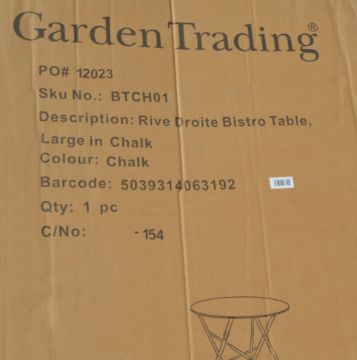 Garden Trading®
PO# 12023
Sku No.: BTCH01
Description: Rive Droite Bistro Table,
Large in Chalk
Colour: Chalk
Barcode: 5039314063192
Qty: 1 pc
C/No: -154